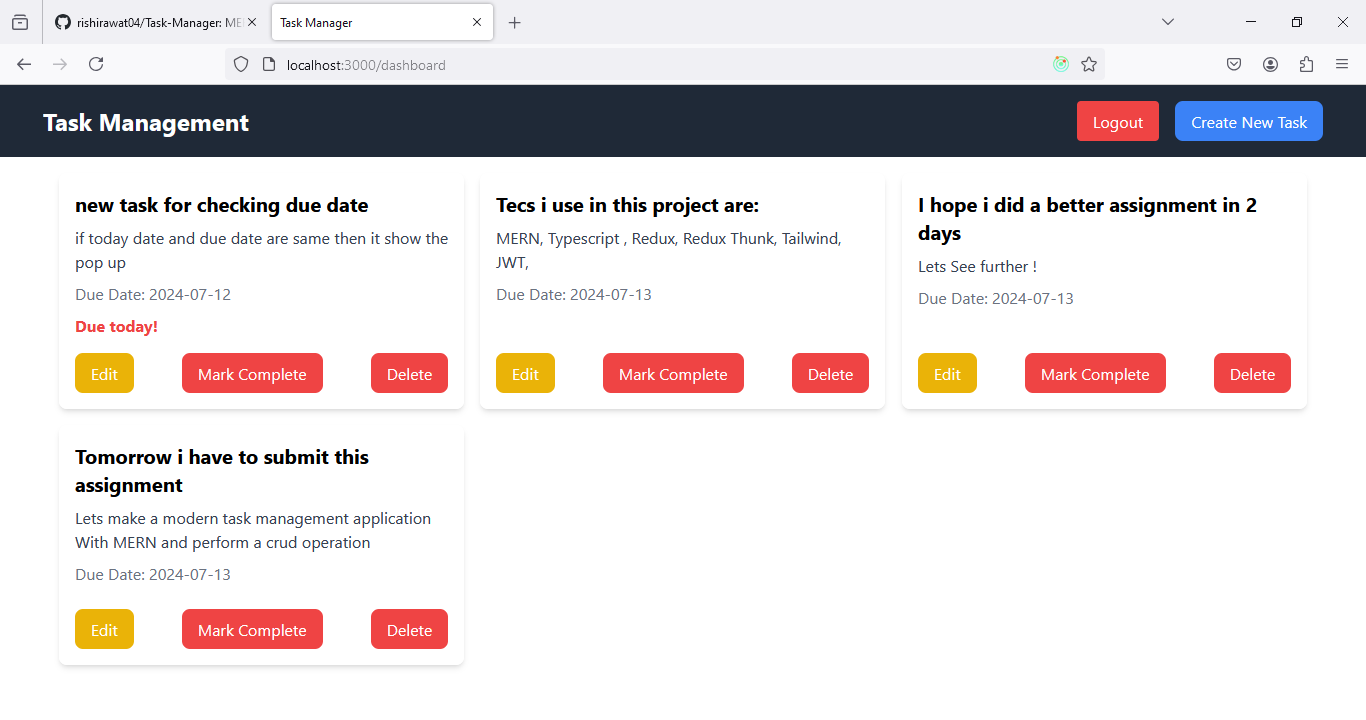 rishirawat04/Task-Manager: ME
Task Manager
localhost:3000/dashboard
Task Management
Logout
Create New Task
new task for checking due date
if today date and due date are same then it show the
pop up
Due Date: 2024-07-12
Due today!
Edit
Mark Complete
Delete
Tecs i use in this project are:
MERN, Typescript , Redux, Redux Thunk, Tailwind,
JWT,
Due Date: 2024-07-13
Edit
Mark Complete
Delete
I hope i did a better assignment in 2
days
Lets See further !
Due Date: 2024-07-13
Edit
Mark Complete
Delete
Tomorrow i have to submit this
assignment
Lets make a modern task management application
With MERN and perform a crud operation
Due Date: 2024-07-13
Edit
Mark Complete
Delete